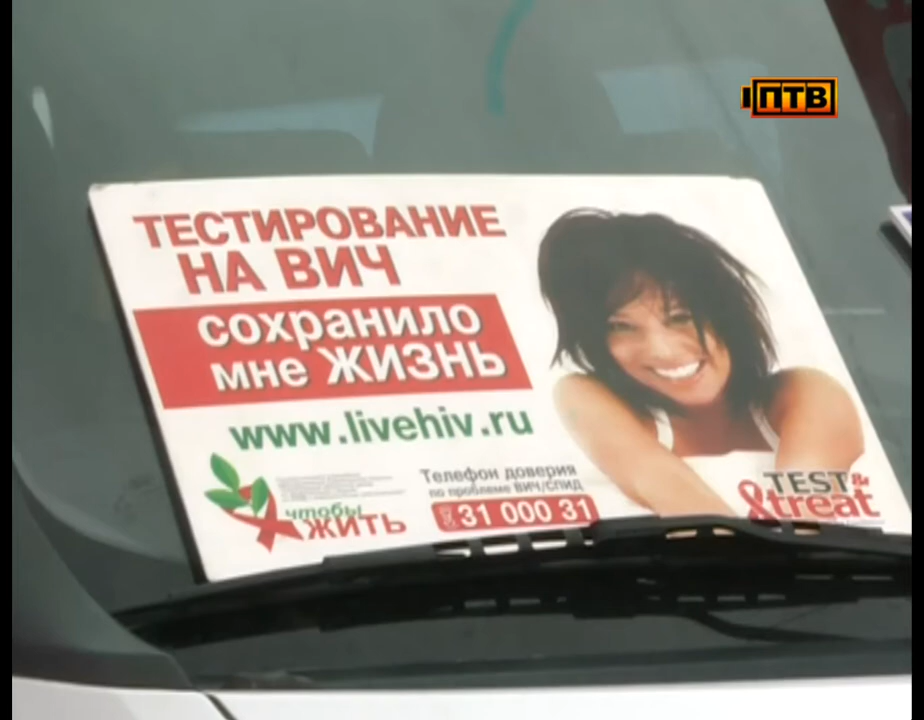 ПТВ
ТЕСТИРОВАНИЕ
НА ВИЧ
сохранило
мне ЖИЗНЬ
www.livehiv.ru
Телефон доверия
по проблеме ВИЧ/СПИД
31 000 31
чтобы
ЖИТЬ
TEST &
treat